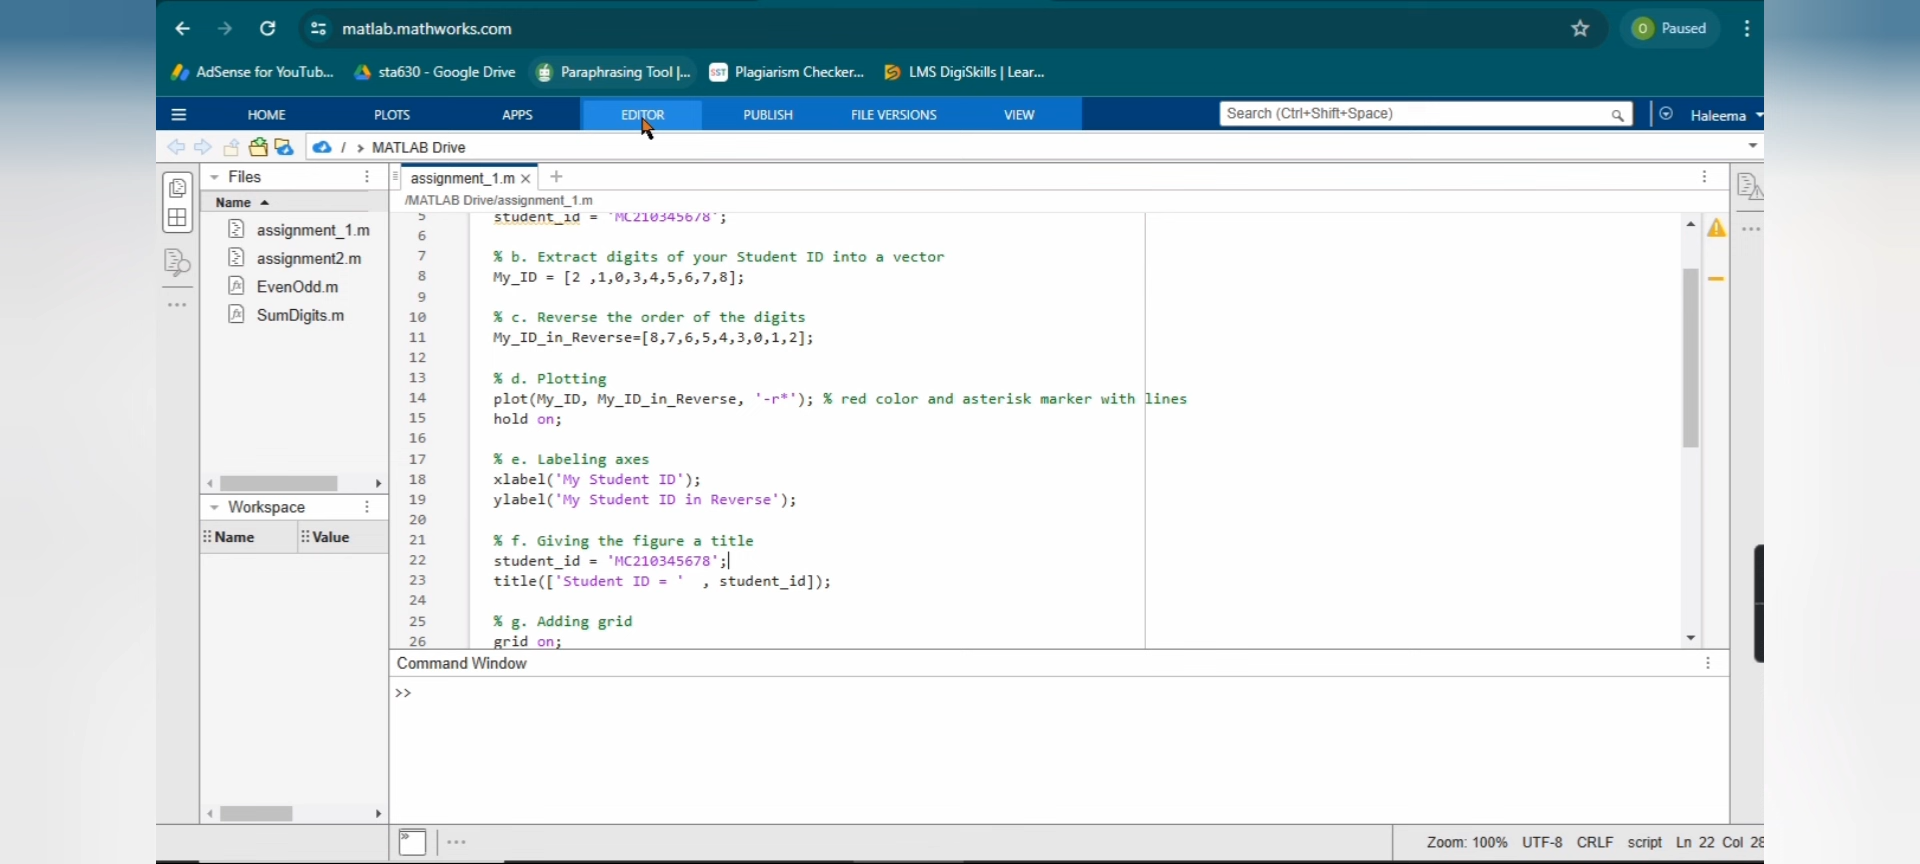 matlab.mathworks.com
O
Paused
AdSense for YouTub...
sta630 - Google Drive
Paraphrasing Tool |...
SST
Plagiarism Checker...
LMS DigiSkills | Lear...
HOME
PLOTS
APPS
EDITOR
PUBLISH
FILE VERSIONS
VIEW
Search (Ctrl+Shift+Space)
Haleema
/ > MATLAB Drive
Files
Name
assignment_1.m
assignment2.m
EvenOdd.m
SumDigits.m
Workspace
Name
Value
assignment_1.m ×
+
/MATLAB Drive/assignment_1.m
5 student_id = 'MC210345678';
6
7 % b. Extract digits of your Student ID into a vector
8 My_ID = [2 ,1,0,3,4,5,6,7,8];
9
10 % c. Reverse the order of the digits
11 My_ID_in_Reverse=[8,7,6,5,4,3,0,1,2];
12
13 % d. Plotting
14 plot(My_ID, My_ID_in_Reverse, '-r*'); % red color and asterisk marker with lines
15 hold on;
16
17 % e. Labeling axes
18 xlabel('My Student ID');
19 ylabel('My Student ID in Reverse');
20
21 % f. Giving the figure a title
22 student_id = 'MC210345678';
23 title(['Student ID = ' , student_id]);
24
25 % g. Adding grid
26 grid on;
Command Window
>>
Zoom: 100% UTF-8 CRLF script Ln 22 Col 28